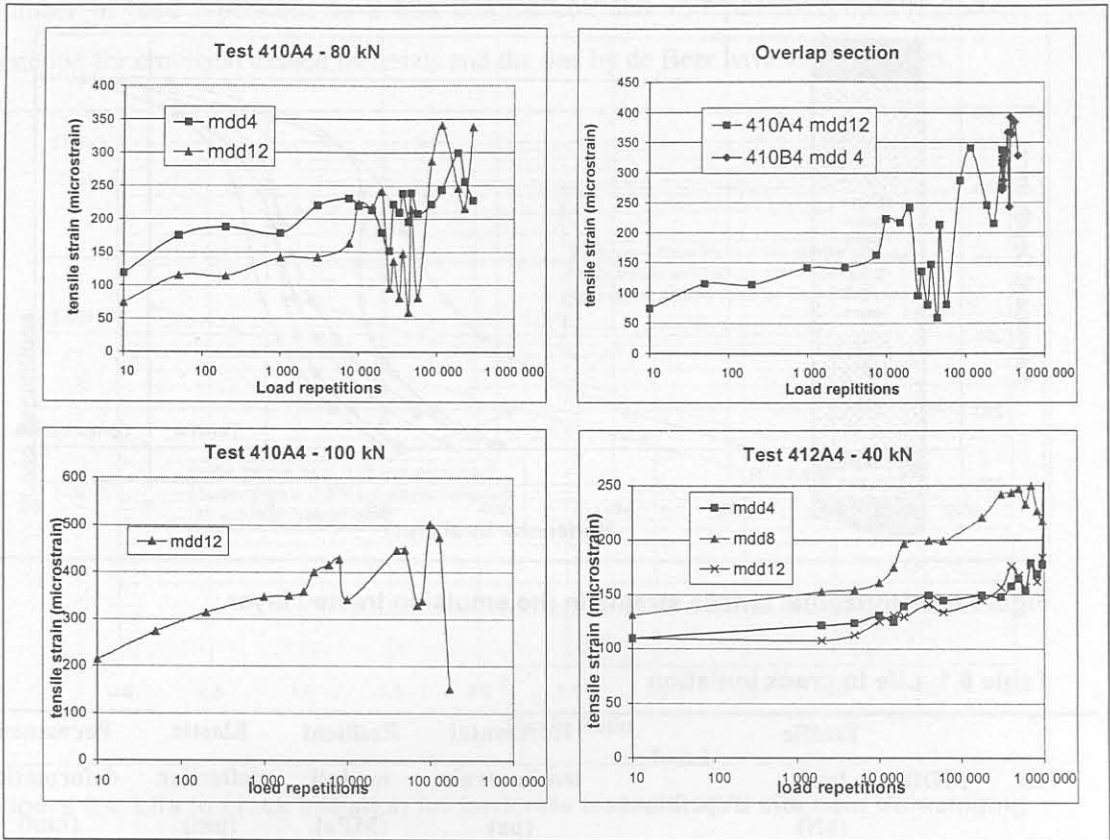 Test 410A4 - 80 kN
400
350
300
250
200
150
100
50
0
tensile strain (microstrain)
mdd4
mdd12
10 100 1000 10 000 100 000 1 000 000
Load repetitions
Overlap section
450
400
350
300
250
200
150
100
50
0
tensile strain (microstrain)
410A4 mdd12
410B4 mdd 4
10 100 1 000 10 000 100 000 1 000 000
Load repititions
Test 410A4 - 100 kN
600
500
400
300
200
100
0
tensile strain (microstrain)
mdd12
10 100 1 000 10 000 100 000 1 000 000
load repetitions
Test 412A4 - 40 kN
250
200
150
100
50
0
tensile strain (microstrain)
mdd4
mdd8
mdd12
10 1 000 10 000 100 000 1 000 000
load repetitions